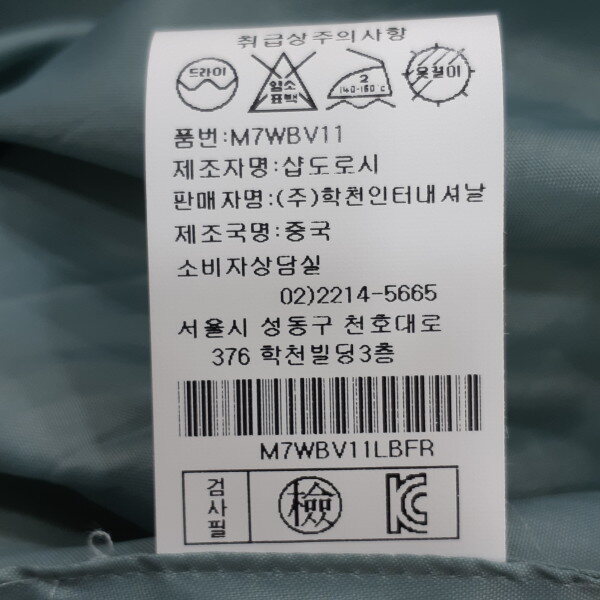 취급상주의사항
드라이
염소
표백
2
140-160 C
옷걸이
품번:M7WBV11
제조자명:샵도로시
판매자명:(주)학천인터내셔날
제조국명:중국
소비자상담실
02)2214-5665
서울시 성동구 천호대로
376 학천빌딩3층
M7WBV11LBFR
검사필
檢
KC